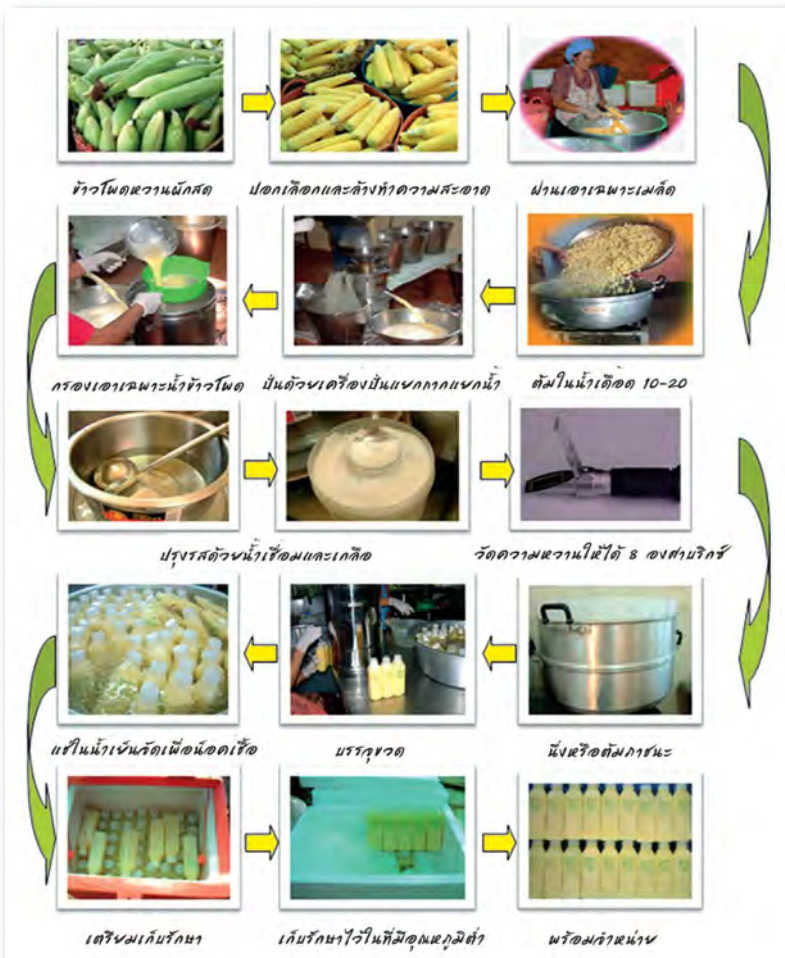 ข้าวโพดหวานฝักสด
ปอกเลือกและล้างทำความสะอาด
ฝานเอาเฉพาะเมล็ด
กรองเอาเฉพาะน้ำข้าวโพด
ปั่นด้วยเครื่องปั่นแยกกากแยกน้ำ
ต้มในน้ำเดือด 10-20
ปรุงรสด้วยน้ำเชื่อมและเกลือ
วัดความหวานให้ได้ 8 องศาบริกซ์
แช่ในน้ำเย็นจัดเพื่อน็อคเชื้อ
บรรจุขวด
นึ่งหรือต้มภาชนะ
เตรียมเก็บรักษา
เก็บรักษาไว้ในที่มีอุณหภูมิต่ำ
พร้อมจำหน่าย